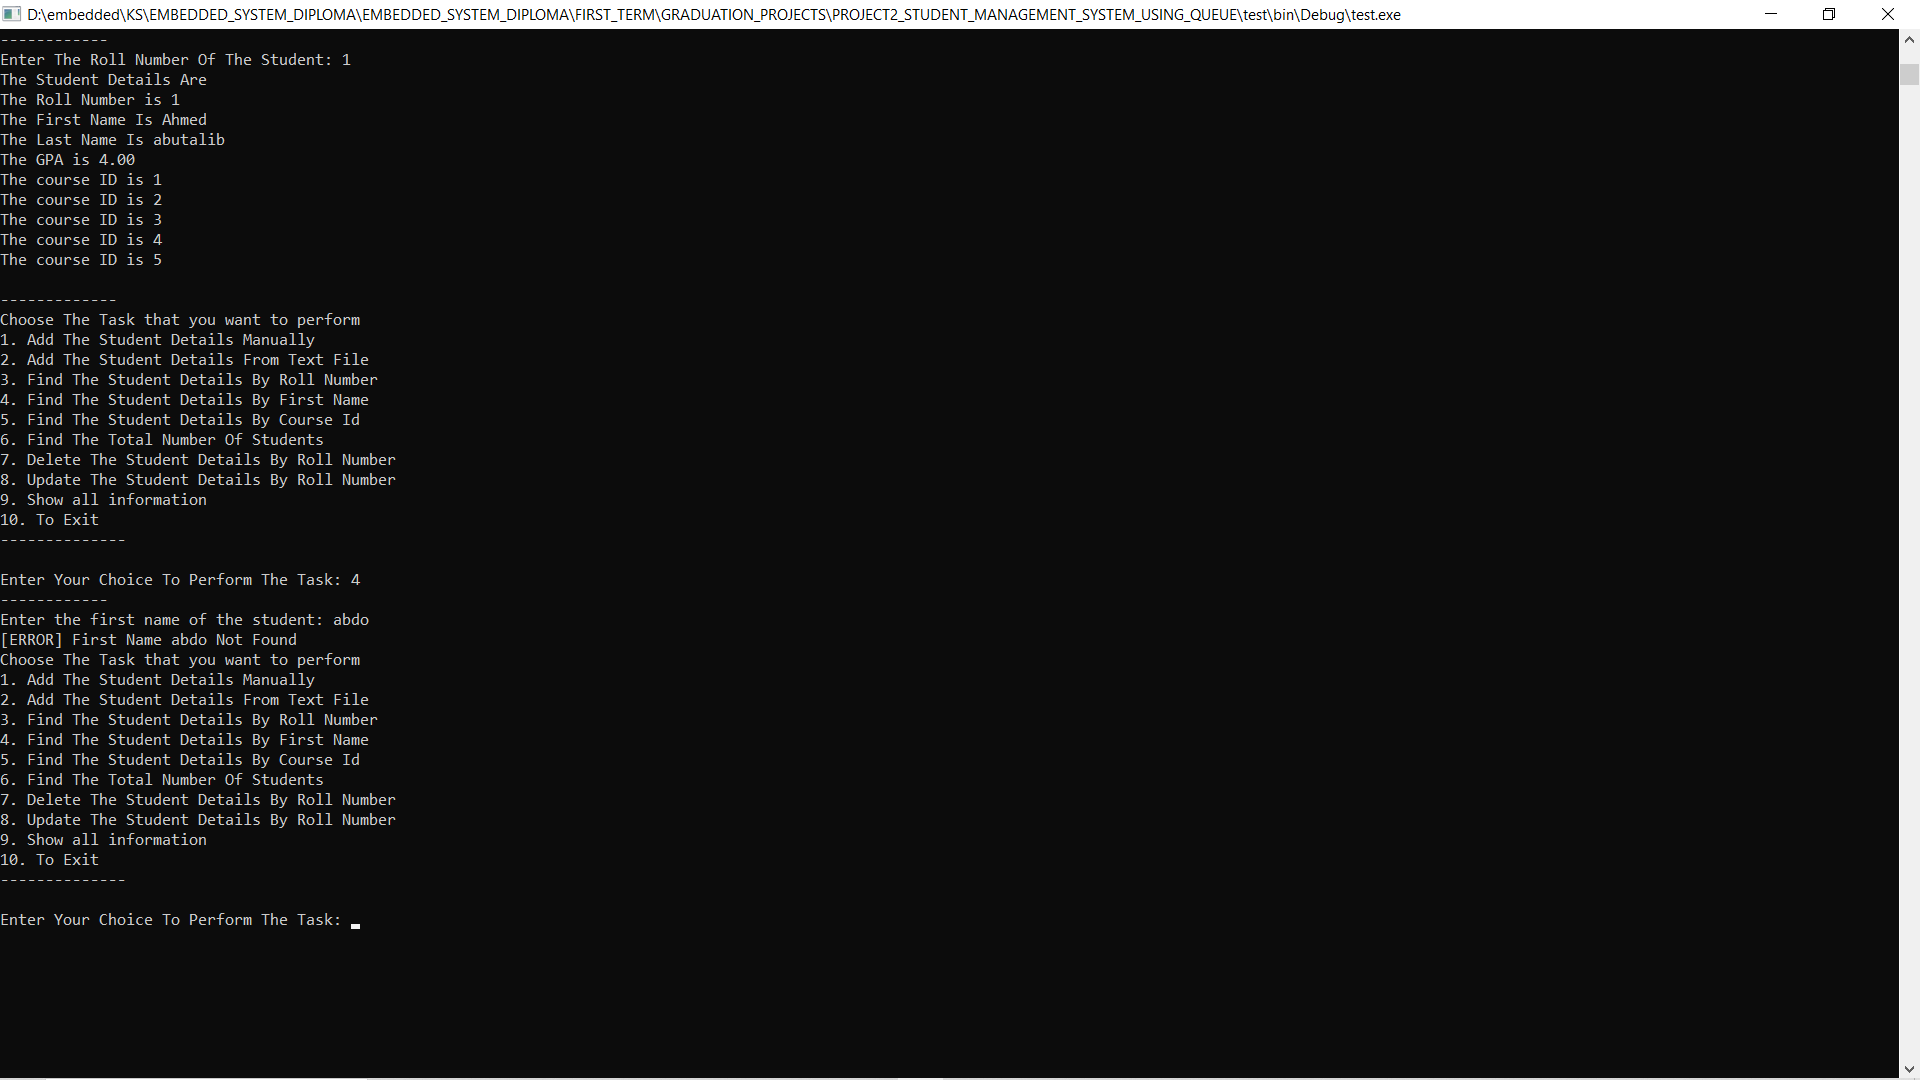 D:\embedded\KS\EMBEDDED_SYSTEM_DIPLOMA\EMBEDDED_SYSTEM_DIPLOMA\FIRST_TERM\GRADUATION_PROJECTS\PROJECT2_STUDENT_MANAGEMENT_SYSTEM_USING_QUEUE\test\bin\Debug\test.exe
------------
Enter The Roll Number Of The Student: 1
The Student Details Are
The Roll Number is 1
The First Name Is Ahmed
The Last Name Is abutalib
The GPA is 4.00
The course ID is 1
The course ID is 2
The course ID is 3
The course ID is 4
The course ID is 5
-------------
Choose The Task that you want to perform
1. Add The Student Details Manually
2. Add The Student Details From Text File
3. Find The Student Details By Roll Number
4. Find The Student Details By First Name
5. Find The Student Details By Course Id
6. Find The Total Number Of Students
7. Delete The Student Details By Roll Number
8. Update The Student Details By Roll Number
9. Show all information
10. To Exit
--------------
Enter Your Choice To Perform The Task: 4
------------
Enter the first name of the student: abdo
[ERROR] First Name abdo Not Found
Choose The Task that you want to perform
1. Add The Student Details Manually
2. Add The Student Details From Text File
3. Find The Student Details By Roll Number
4. Find The Student Details By First Name
5. Find The Student Details By Course Id
6. Find The Total Number Of Students
7. Delete The Student Details By Roll Number
8. Update The Student Details By Roll Number
9. Show all information
10. To Exit
--------------
Enter Your Choice To Perform The Task: